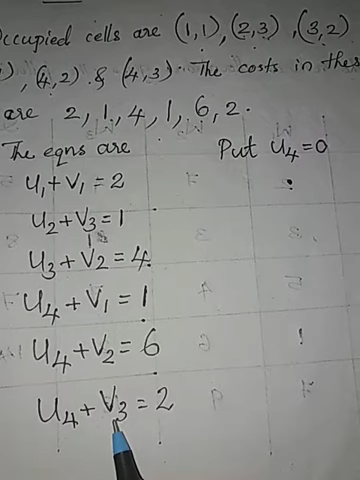 Occupied cells are (1,1), (2,3), (3,2)
), (4,2) & (4,3). The costs in thes
are 2, 1, 4, 1, 6, 2.
The eqns are Put U₄=0
U₁+V₁=2
U₂+V₃=1
U₃+V₂=4
U₄+V₁=1
U₄+V₂=6
U₄+V₃=2